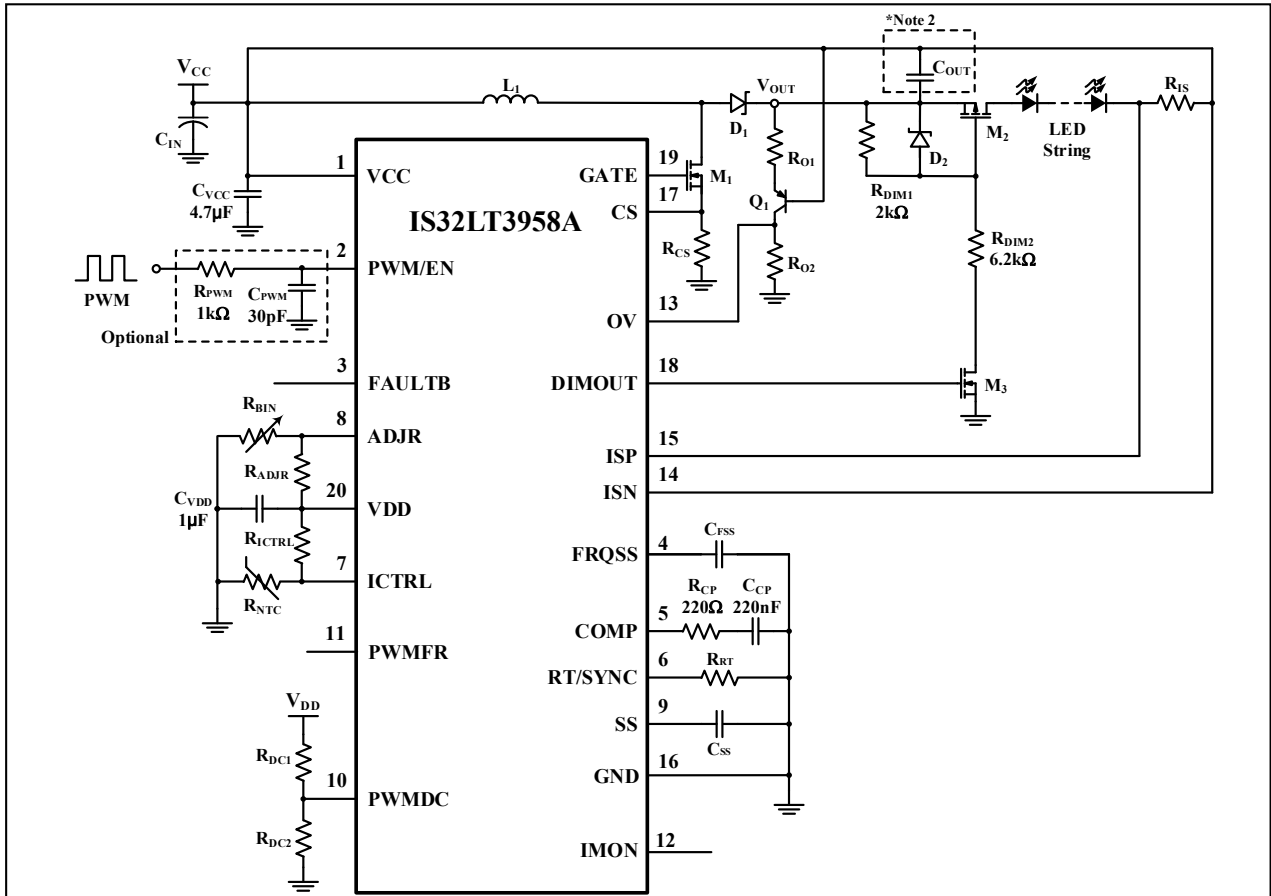 *Note 2
VCC
L1
VOUT
COUT
RIS
CIN
D1
M2
LED
String
1
VCC
CVCC
4.7µF
GATE
19
M1
RO1
D2
RDIM1
2kΩ
17
CS
Q1
IS32LT3958A
RCS
RO2
RDIM2
6.2kΩ
PWM
RPWM
1kΩ
CPWM
30pF
Optional
2
PWM/EN
13
OV
3
FAULTB
18
DIMOUT
M3
RBIN
8
ADJR
15
ISP
RADJR
14
ISN
CVDD
1µF
20
VDD
RICTRL
7
ICTRL
RNTC
4
FRQSS
CFSS
RCP
220Ω
CCP
220nF
5
COMP
11
PWMFR
6
RT/SYNC
RRT
VDD
9
SS
CSS
RDC1
16
GND
10
PWMDC
RDC2
12
IMON